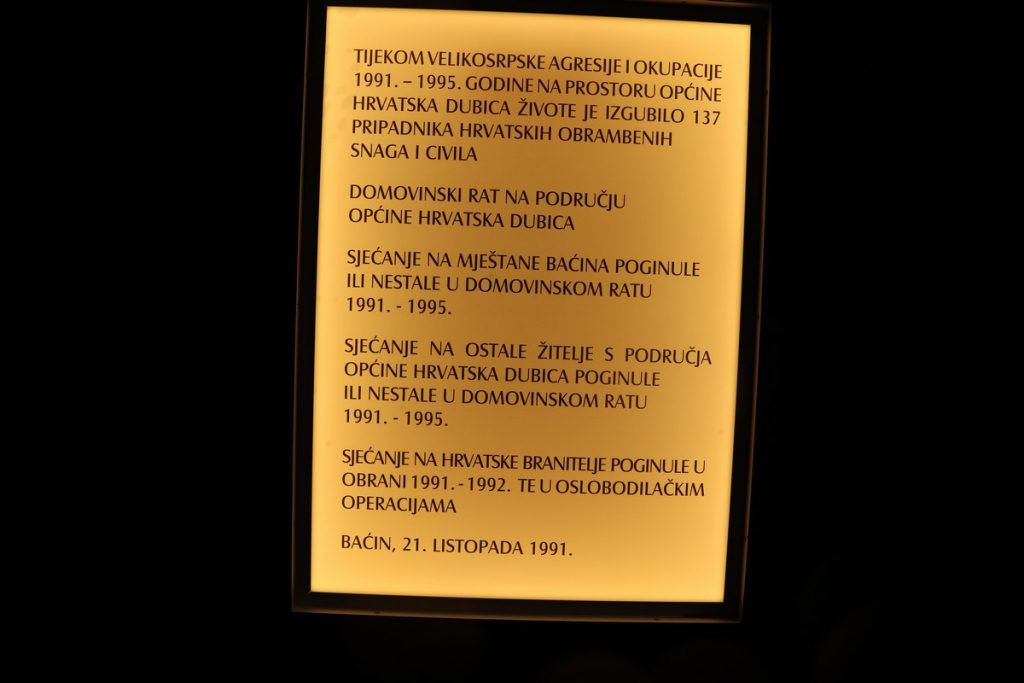 TIJEKOM VELIKOSRPSKE AGRESIJE I OKUPACIJE
1991. – 1995. GODINE NA PROSTORU OPĆINE
HRVATSKA DUBICA ŽIVOTE JE IZGUBILO 137
PRIPADNIKA HRVATSKIH OBRAMBENIH
SNAGA I CIVILA
DOMOVINSKI RAT NA PODRUČJU
OPĆINE HRVATSKA DUBICA
SJEĆANJE NA MJEŠTANE BAĆINA POGINULE
ILI NESTALE U DOMOVINSKOM RATU
1991. - 1995.
SJEĆANJE NA OSTALE ŽITELJE S PODRUČJA
OPĆINE HRVATSKA DUBICA POGINULE
ILI NESTALE U DOMOVINSKOM RATU
1991. - 1995.
SJEĆANJE NA HRVATSKE BRANITELJE POGINULE U
OBRANI 1991. - 1992. TE U OSLOBODILAČKIM
OPERACIJAMA
BAĆIN, 21. LISTOPADA 1991.